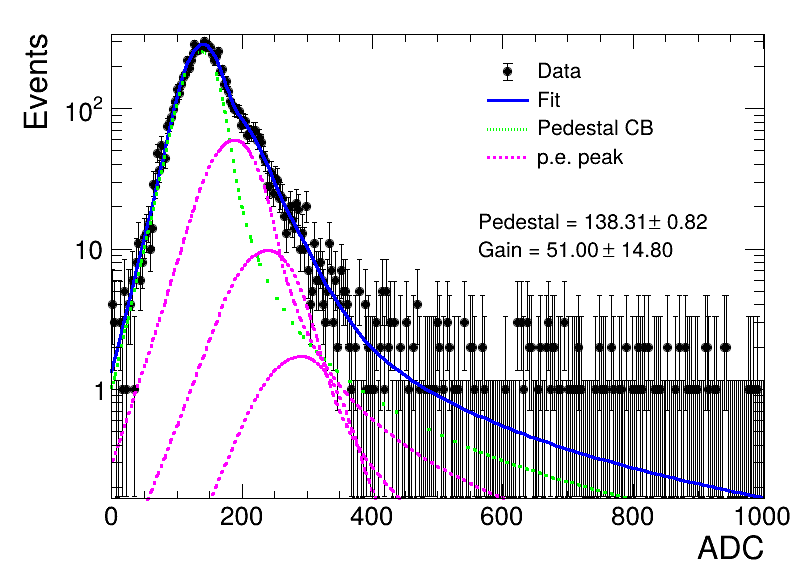 Events
Data
Fit
Pedestal CB
p.e. peak
Pedestal = 138.31± 0.82
Gain = 51.00 ± 14.80
10²
10
1
0 200 400 600 800 1000
ADC